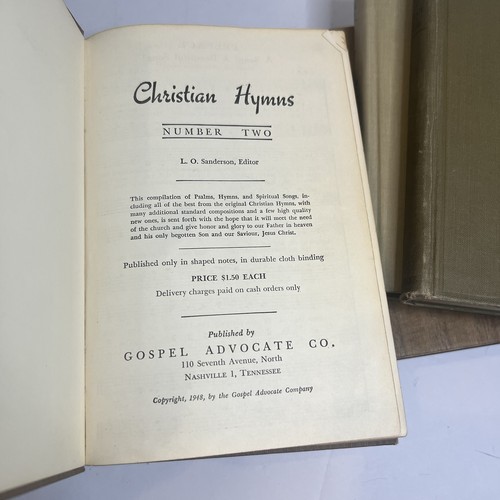 Christian Hymns
NUMBER TWO
L. O. Sanderson, Editor
This compilation of Psalms, Hymns, and Spiritual Songs, in-
cluding all of the best from the original Christian Hymns, with
many additional standard compositions and a few high quality
new ones, is sent forth with the hope that it will meet the need
of the church and give honor and glory to our Father in heaven
and his only begotten Son and our Saviour, Jesus Christ.
Published only in shaped notes, in durable cloth binding
PRICE $1.50 EACH
Delivery charges paid on cash orders only
Published by
GOSPEL ADVOCATE CO.
110 Seventh Avenue, North
NASHVILLE 1, TENNESSEE
Copyright, 1948, by the Gospel Advocate Company